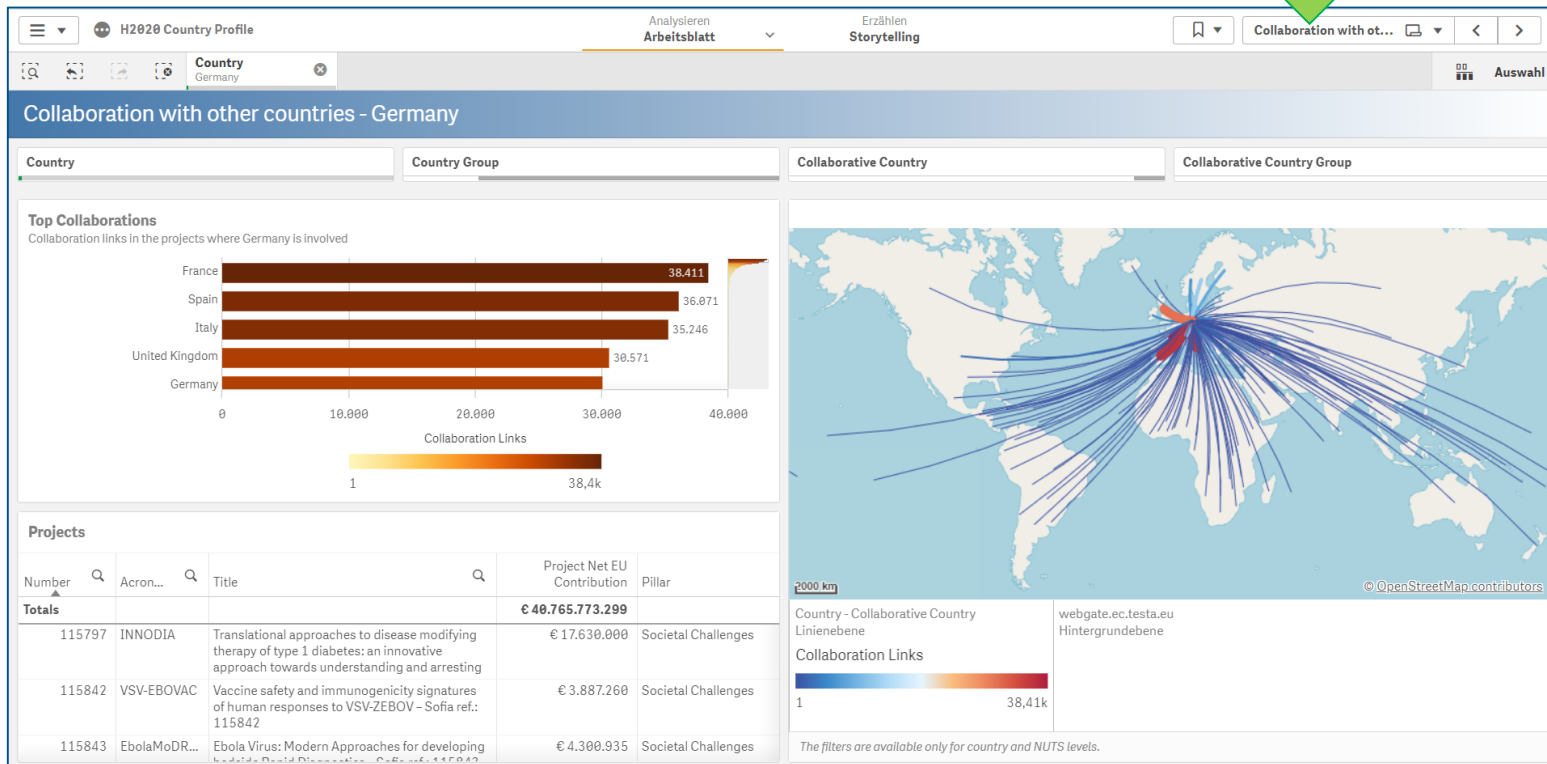 H2020 Country Profile
Analysieren
Arbeitsblatt
Erzählen
Storytelling
Collaboration with ot...
Country
Germany
Auswahl
Collaboration with other countries - Germany
Country
Country Group
Collaborative Country
Collaborative Country Group
Top Collaborations
Collaboration links in the projects where Germany is involved
France
38.411
Spain
36.071
Italy
35.246
United Kingdom
30.571
Germany
0
10.000
20.000
30.000
40.000
Collaboration Links
1
38,4k
Projects
Number
Acron...
Title
Project Net EU
Contribution
Pillar
Totals
€ 40.765.773.299
115797
INNODIA
Translational approaches to disease modifying
therapy of type 1 diabetes: an innovative
approach towards understanding and arresting
€ 17.630.000
Societal Challenges
115842
VSV-EBOVAC
Vaccine safety and immunogenicity signatures
of human responses to VSV-ZEBOV – Sofia ref.:
115842
€ 3.887.260
Societal Challenges
115843
EbolaMoDR...
Ebola Virus: Modern Approaches for developing
bedside Rapid Diagnostics - Sofia ref.: 115843
€ 4.300.935
Societal Challenges
2000 km
© OpenStreetMap contributors
Country - Collaborative Country
Linienebene
Collaboration Links
1
38,41k
webgate.ec.testa.eu
Hintergrundebene
The filters are available only for country and NUTS levels.